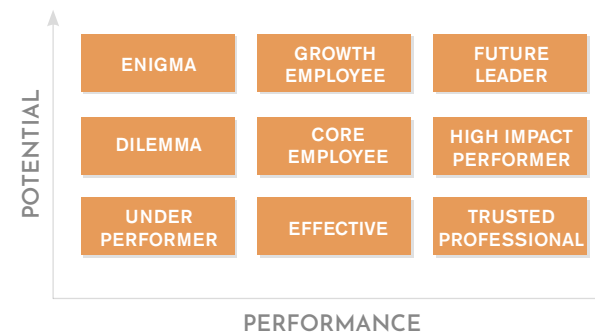 ENIGMA
GROWTH
EMPLOYEE
FUTURE
LEADER
DILEMMA
CORE
EMPLOYEE
HIGH IMPACT
PERFORMER
UNDER
PERFORMER
EFFECTIVE
TRUSTED
PROFESSIONAL
POTENTIAL
PERFORMANCE